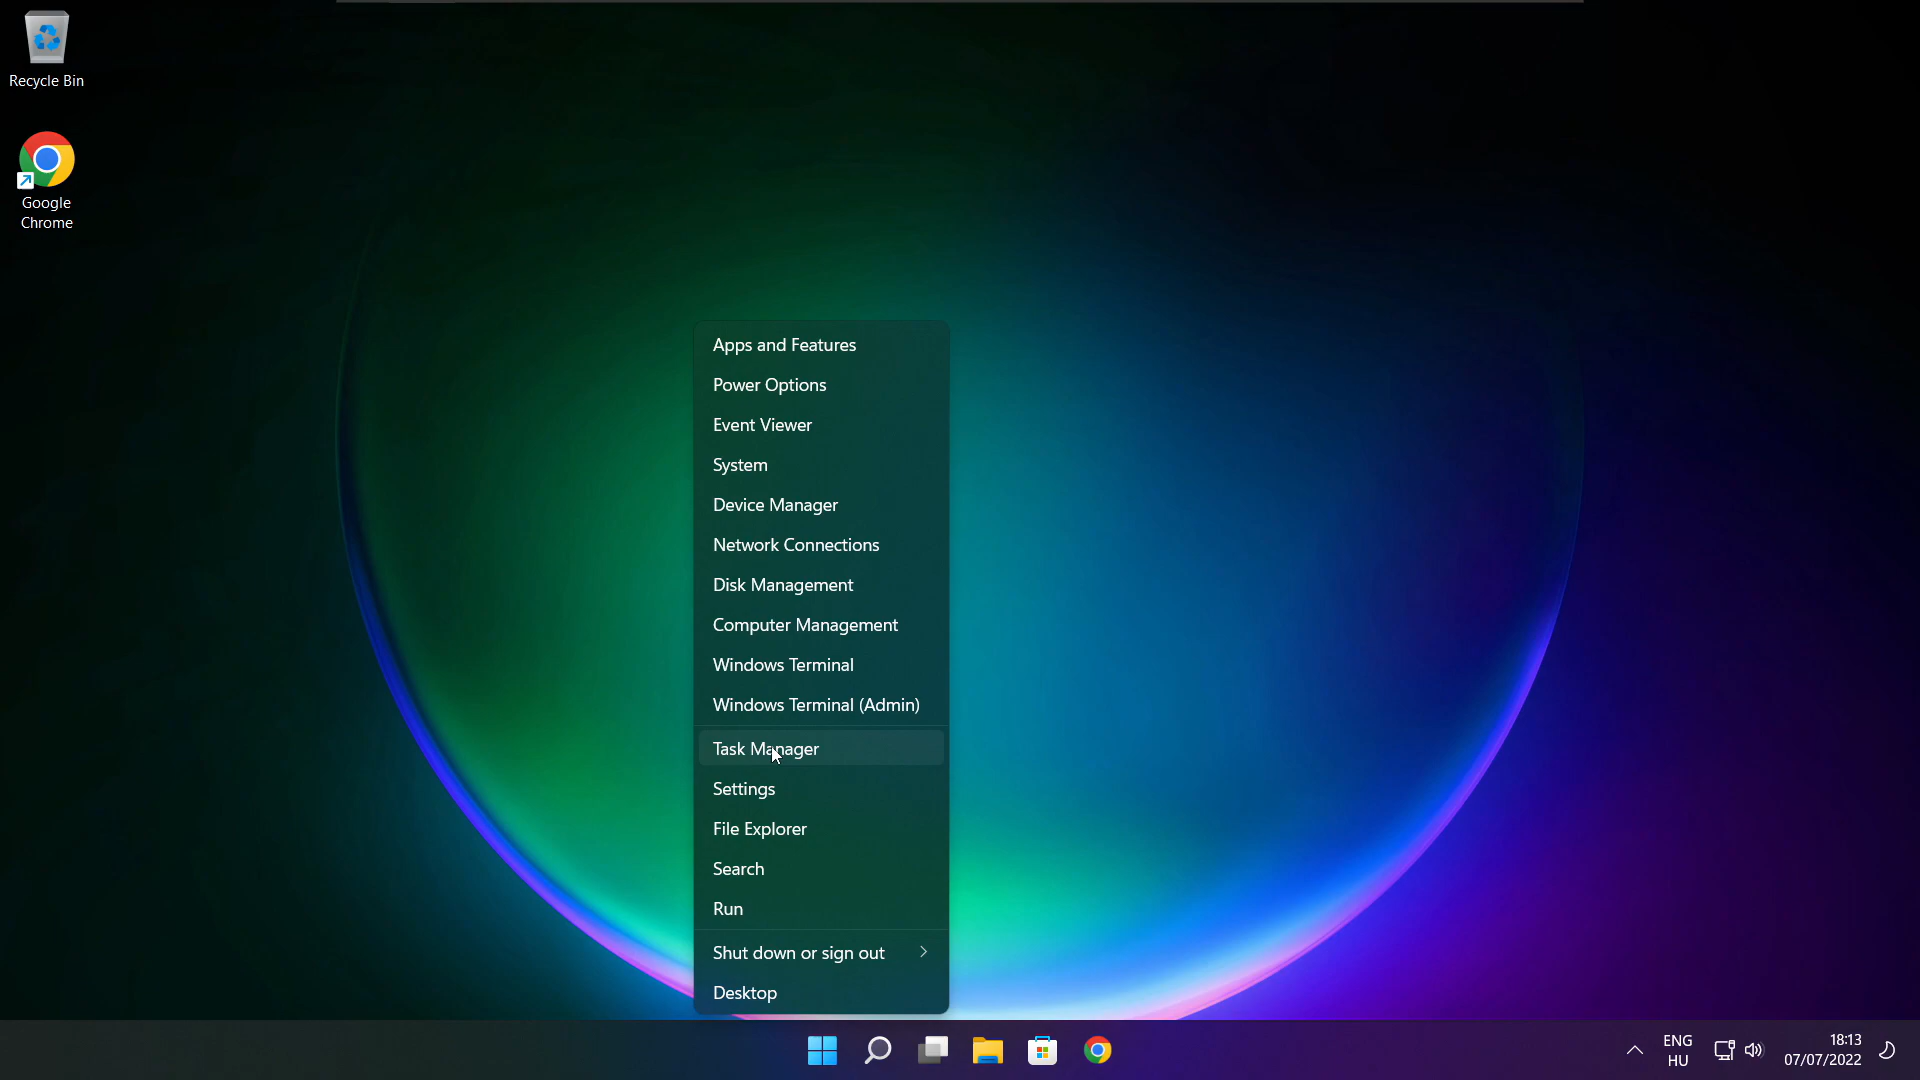 Recycle Bin
Google
Chrome
Apps and Features
Power Options
Event Viewer
System
Device Manager
Network Connections
Disk Management
Computer Management
Windows Terminal
Windows Terminal (Admin)
Task Manager
Settings
File Explorer
Search
Run
Shut down or sign out
Desktop
ENG
HU
18:13
07/07/2022